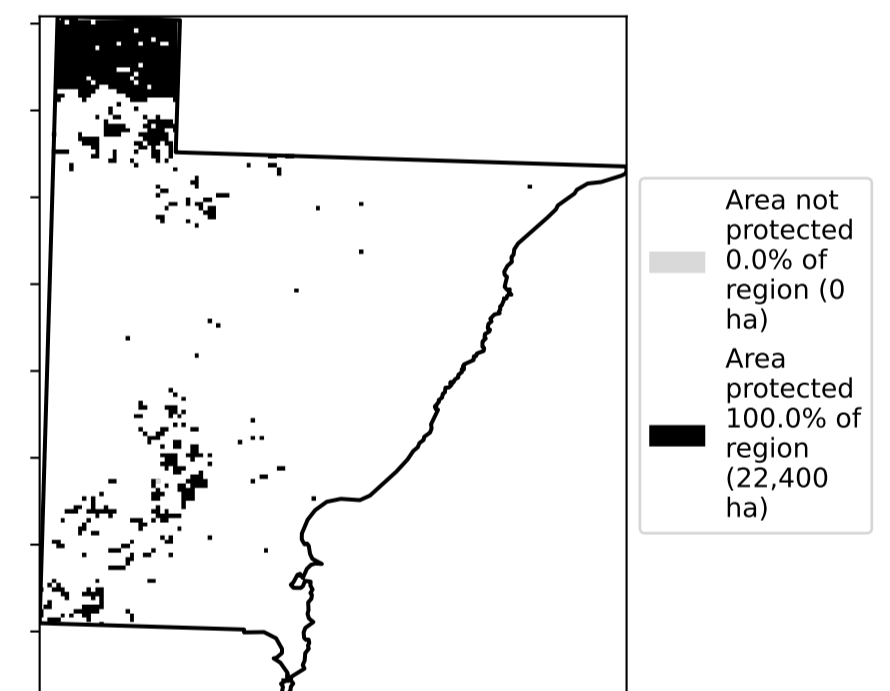 Area not
protected
0.0% of
region (0
ha)
Area
protected
100.0% of
region
(22,400
ha)